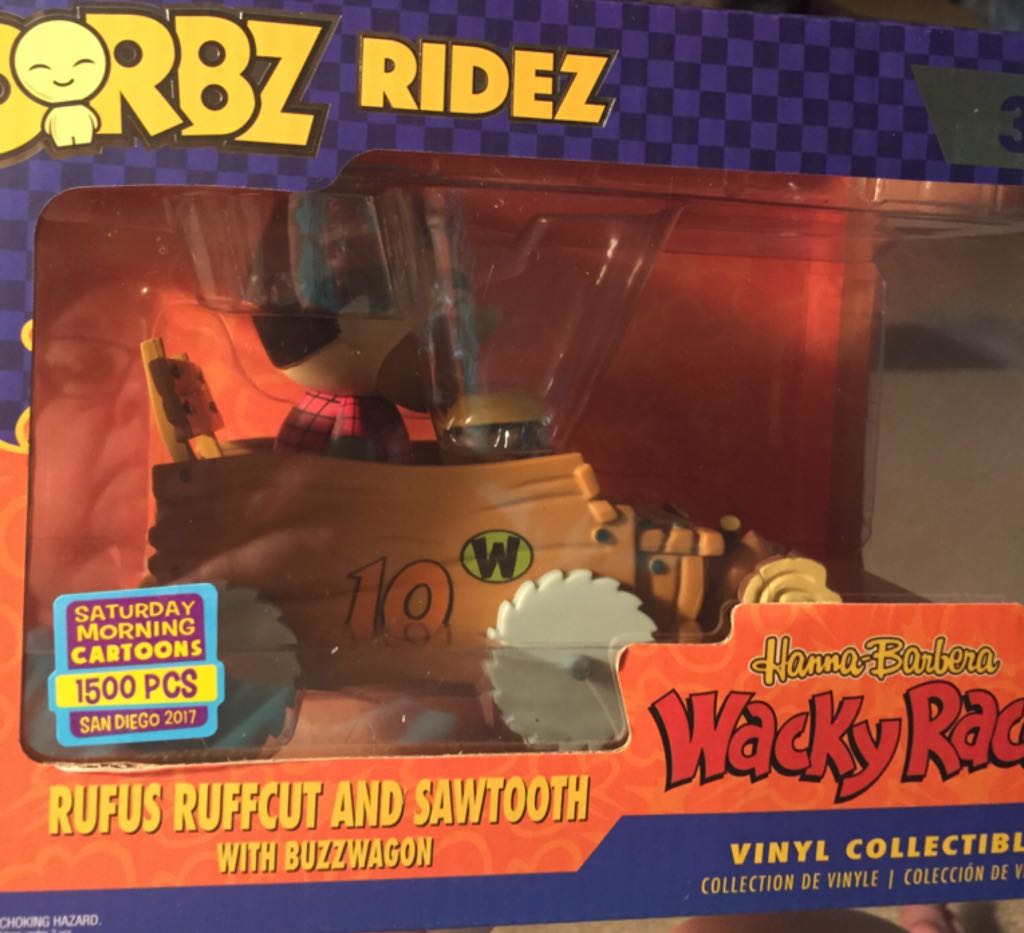 ORBZ RIDEZ
3
10
W
SATURDAY
MORNING
CARTOONS
1500 PCS
SAN DIEGO 2017
Hanna-Barbera
Wacky Rac
RUFUS RUFFCUT AND SAWTOOTH
WITH BUZZWAGON
VINYL COLLECTIBL
COLLECTION DE VINYLE | COLECCIÓN DE V
CHOKING HAZARD.